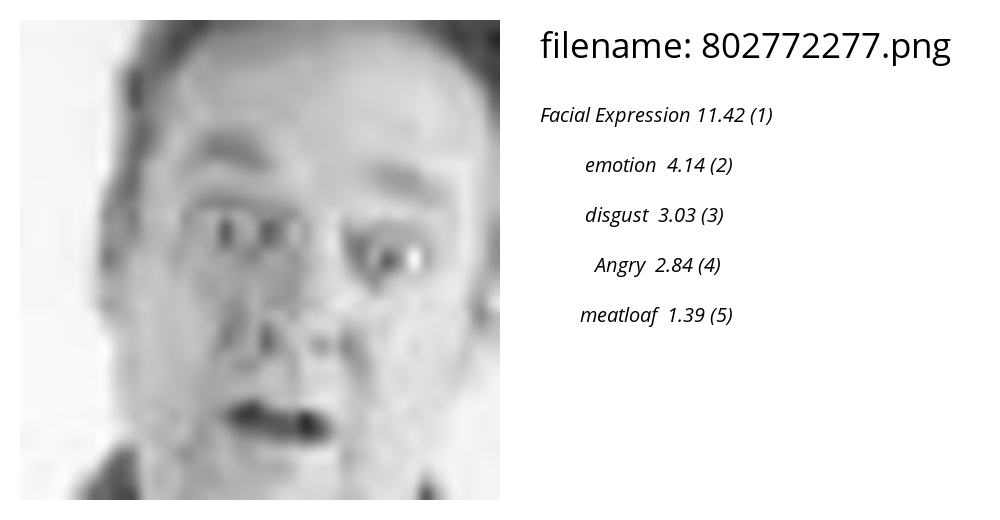 filename: 802772277.png
Facial Expression 11.42 (1)
emotion 4.14 (2)
disgust 3.03 (3)
Angry 2.84 (4)
meatloaf 1.39 (5)